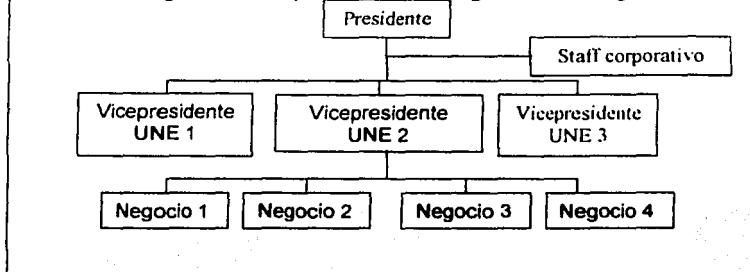 Presidente
Staff corporativo
Vicepresidente
UNE 1
Vicepresidente
UNE 2
Vicepresidente
UNE 3
Negocio 1
Negocio 2
Negocio 3
Negocio 4